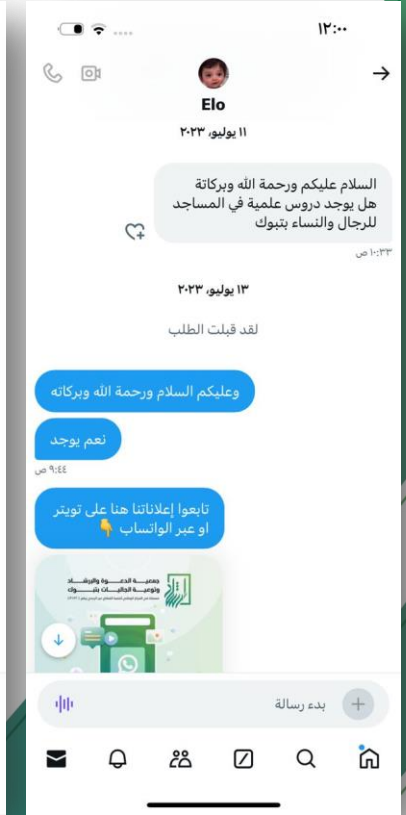 ١٢:٠٠
Elo
١١ يوليو، ٢٠٢٣
السلام عليكم ورحمة الله وبركاتة
هل يوجد دروس علمية في المساجد
للرجال والنساء بتبوك
١٠:٣٣ ص
١٣ يوليو، ٢٠٢٣
لقد قبلت الطلب
وعليكم السلام ورحمة الله وبركاته
نعم يوجد
٩:٤٤ ص
تابعوا إعلاناتنا هنا على تويتر
او عبر الواتساب 👇
جمعية الدعوة والإرشاد
وتوعية الجاليات بتبوك
بدء رسالة